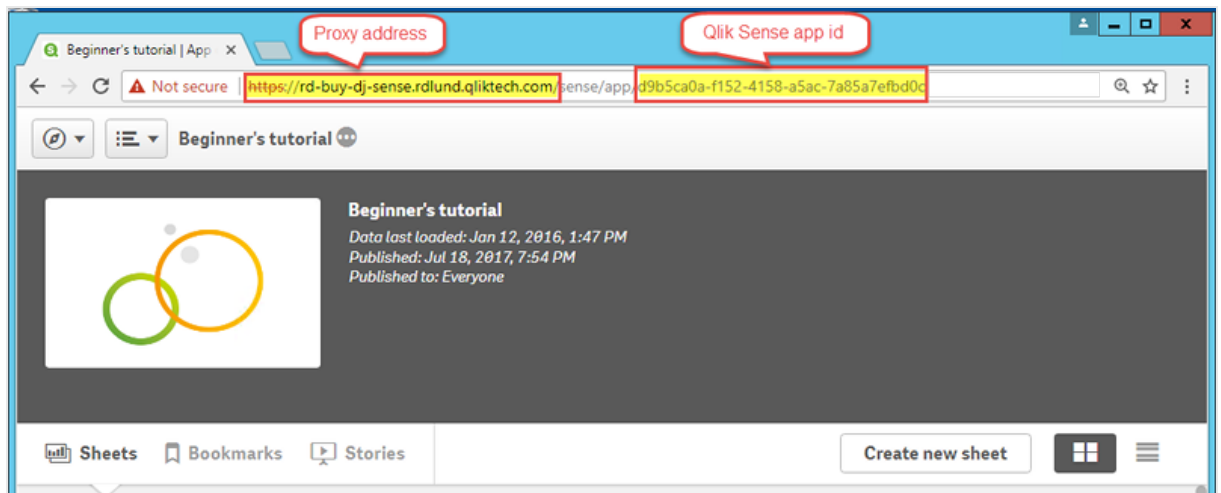 Proxy address
Qlik Sense app id
Beginner's tutorial | App
Not secure https://rd-buy-dj-sense.rdlund.qliktech.com/sense/app/d9b5ca0a-f152-4158-a5ac-7a85a7efbd0c
Beginner's tutorial
Beginner's tutorial
Data last loaded: Jan 12, 2016, 1:47 PM
Published: Jul 18, 2017, 7:54 PM
Published to: Everyone
Sheets Bookmarks Stories Create new sheet